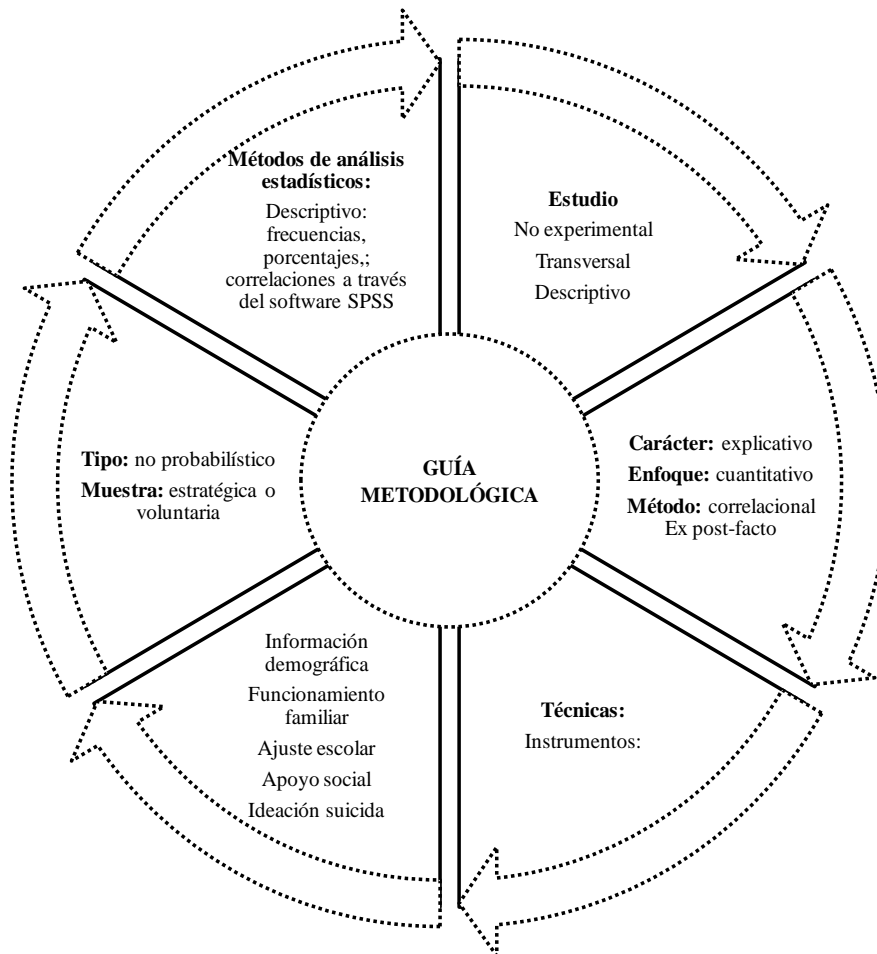 Métodos de análisis
estadísticos:
Descriptivo:
frecuencias,
porcentajes,;
correlaciones a través
del software SPSS
Estudio
No experimental
Transversal
Descriptivo
Carácter: explicativo
Enfoque: cuantitativo
Método: correlacional
Ex post-facto
Técnicas:
Instrumentos:
Información
demográfica
Funcionamiento
familiar
Ajuste escolar
Apoyo social
Ideación suicida
Tipo: no probabilístico
Muestra: estratégica o
voluntaria
GUÍA
METODOLÓGICA